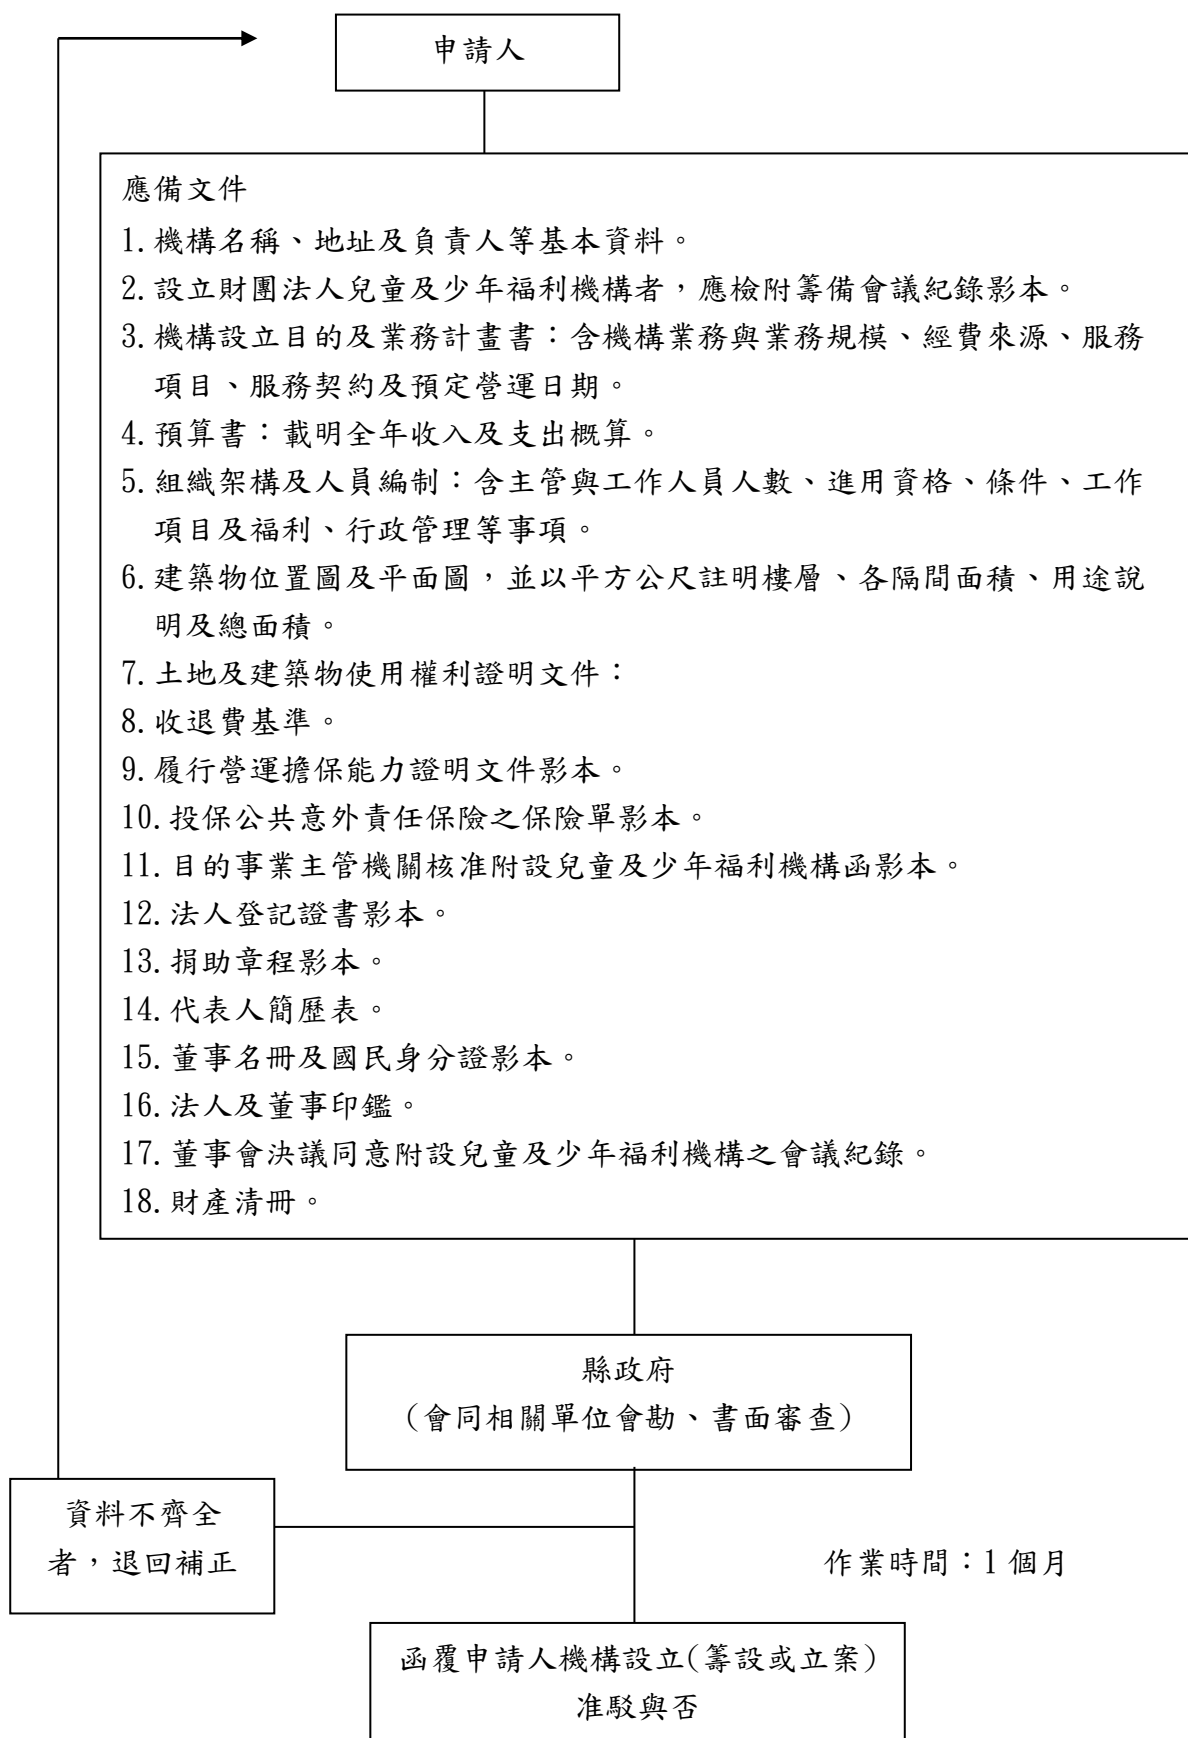 申請人
應備文件
1.機構名稱、地址及負責人等基本資料。
2.設立財團法人兒童及少年福利機構者，應檢附籌備會議紀錄影本。
3.機構設立目的及業務計畫書：含機構業務與業務規模、經費來源、服務
項目、服務契約及預定營運日期。
4.預算書：載明全年收入及支出概算。
5.組織架構及人員編制：含主管與工作人員人數、進用資格、條件、工作
項目及福利、行政管理等事項。
6.建築物位置圖及平面圖，並以平方公尺註明樓層、各隔間面積、用途說
明及總面積。
7.土地及建築物使用權利證明文件：
8.收退費基準。
9.履行營運擔保能力證明文件影本。
10.投保公共意外責任保險之保險單影本。
11.目的事業主管機關核准附設兒童及少年福利機構函影本。
12.法人登記證書影本。
13.捐助章程影本。
14.代表人簡歷表。
15.董事名冊及國民身分證影本。
16.法人及董事印鑑。
17.董事會決議同意附設兒童及少年福利機構之會議紀錄。
18.財產清冊。
縣政府
(會同相關單位會勘、書面審查)
資料不齊全
者，退回補正
作業時間：1 個月
函覆申請人機構設立(籌設或立案)
准駁與否